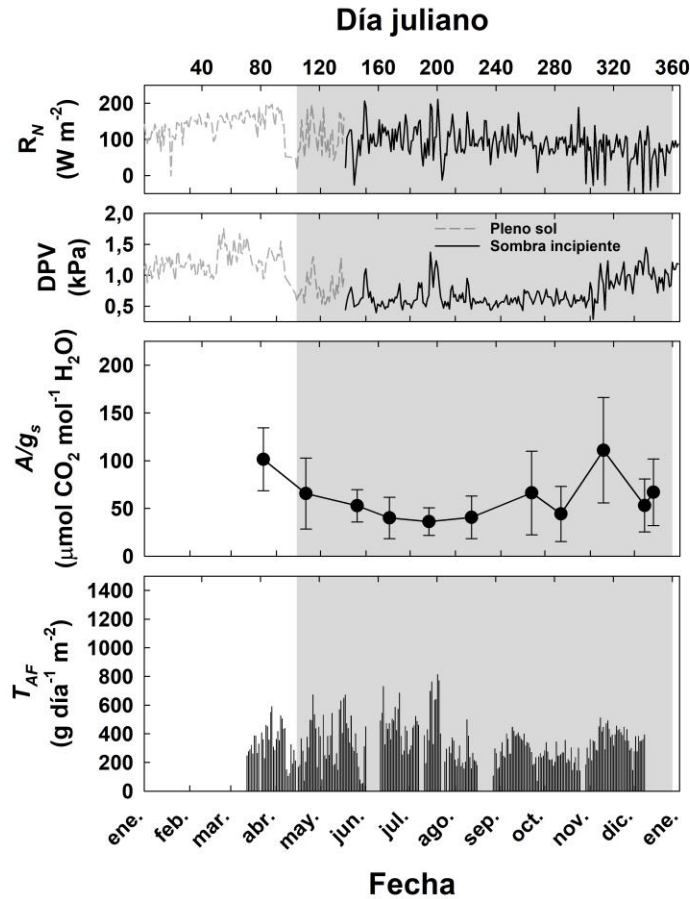 Día juliano
40 80 120 160 200 240 280 320 360
R_N
(W m⁻²)
200
100
0
DPV
(kPa)
2,0
1,5
1,0
0,5
Pleno sol
Sombra incipiente
A/g_s
(μmol CO₂ mol⁻¹ H₂O)
200
150
100
50
0
T_AF
(g día⁻¹ m⁻²)
1400
1200
1000
800
600
400
200
0
ene. feb. mar. abr. may. jun. jul. ago. sep. oct. nov. dic. ene.
Fecha